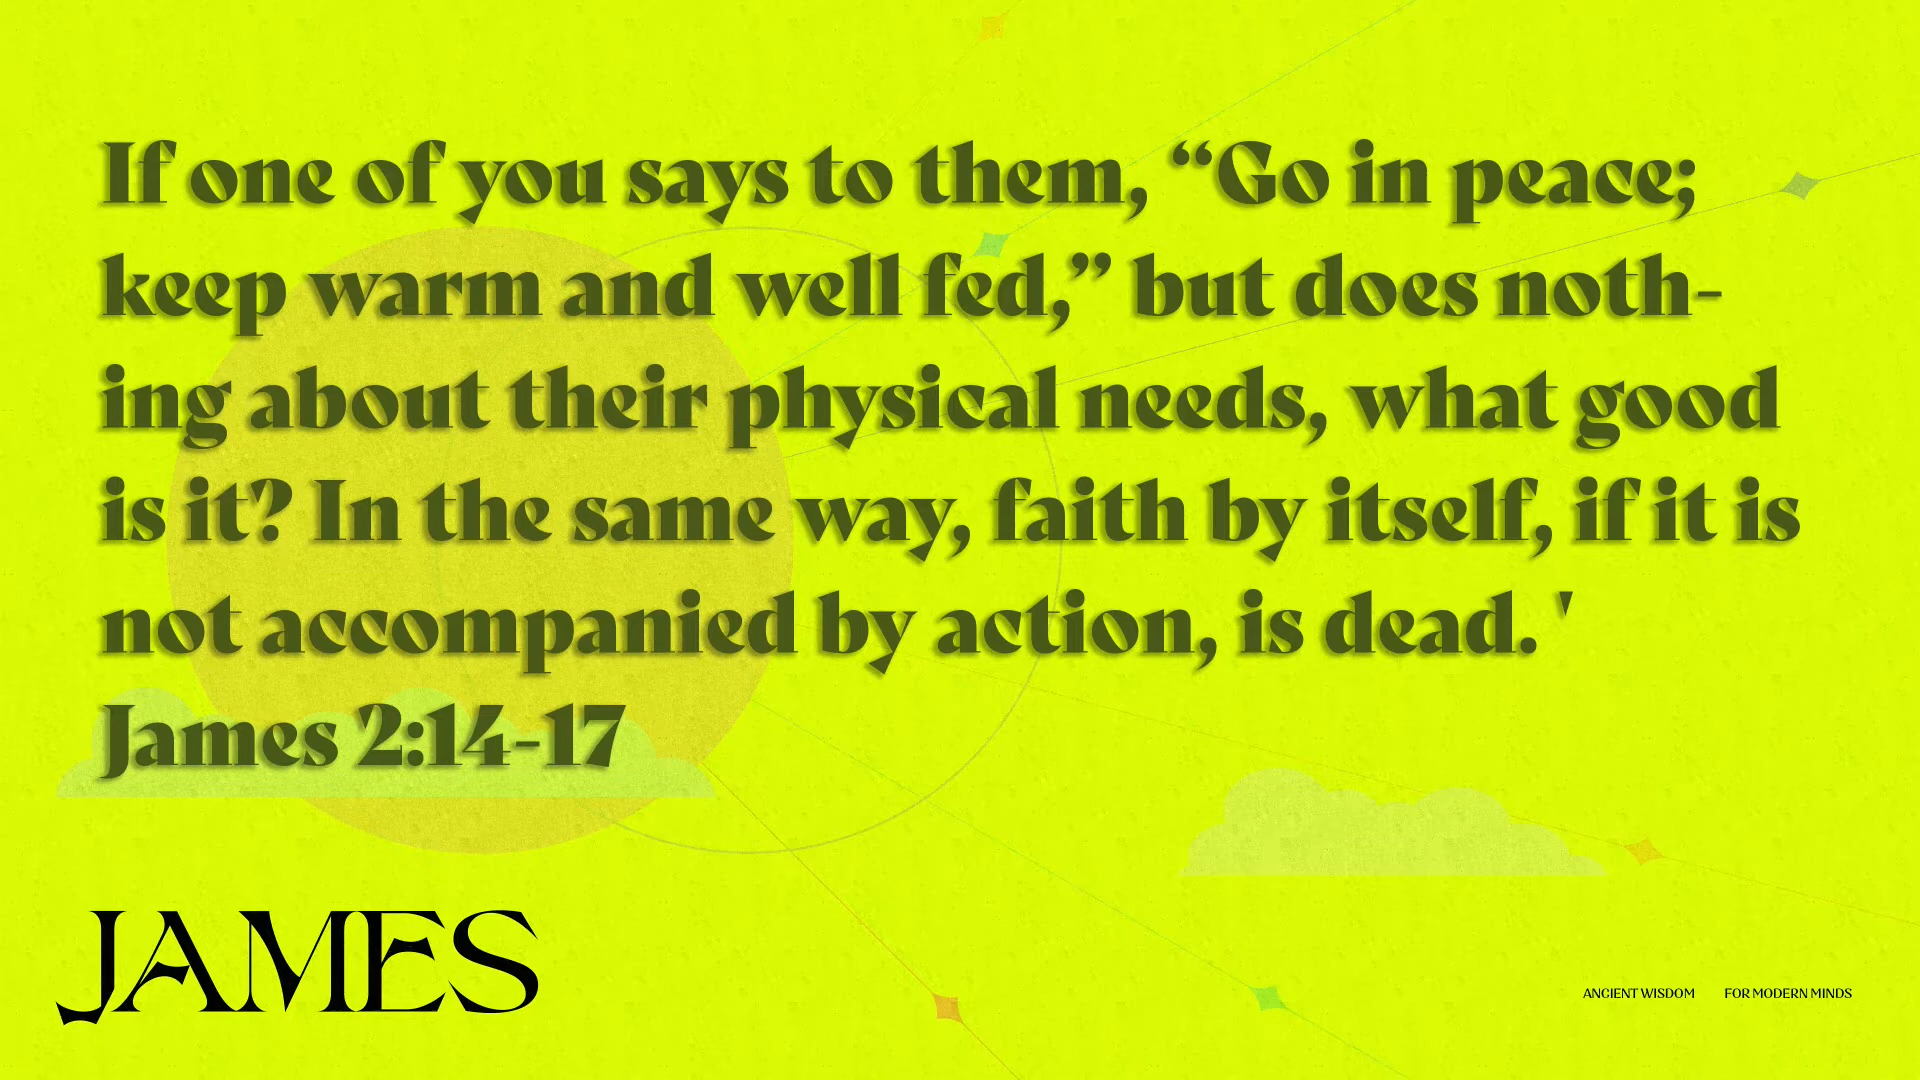 If one of you says to them, “Go in peace;
keep warm and well fed,” but does noth-
ing about their physical needs, what good
is it? In the same way, faith by itself, if it is
not accompanied by action, is dead. '
James 2:14-17
JAMES
ANCIENT WISDOM FOR MODERN MINDS